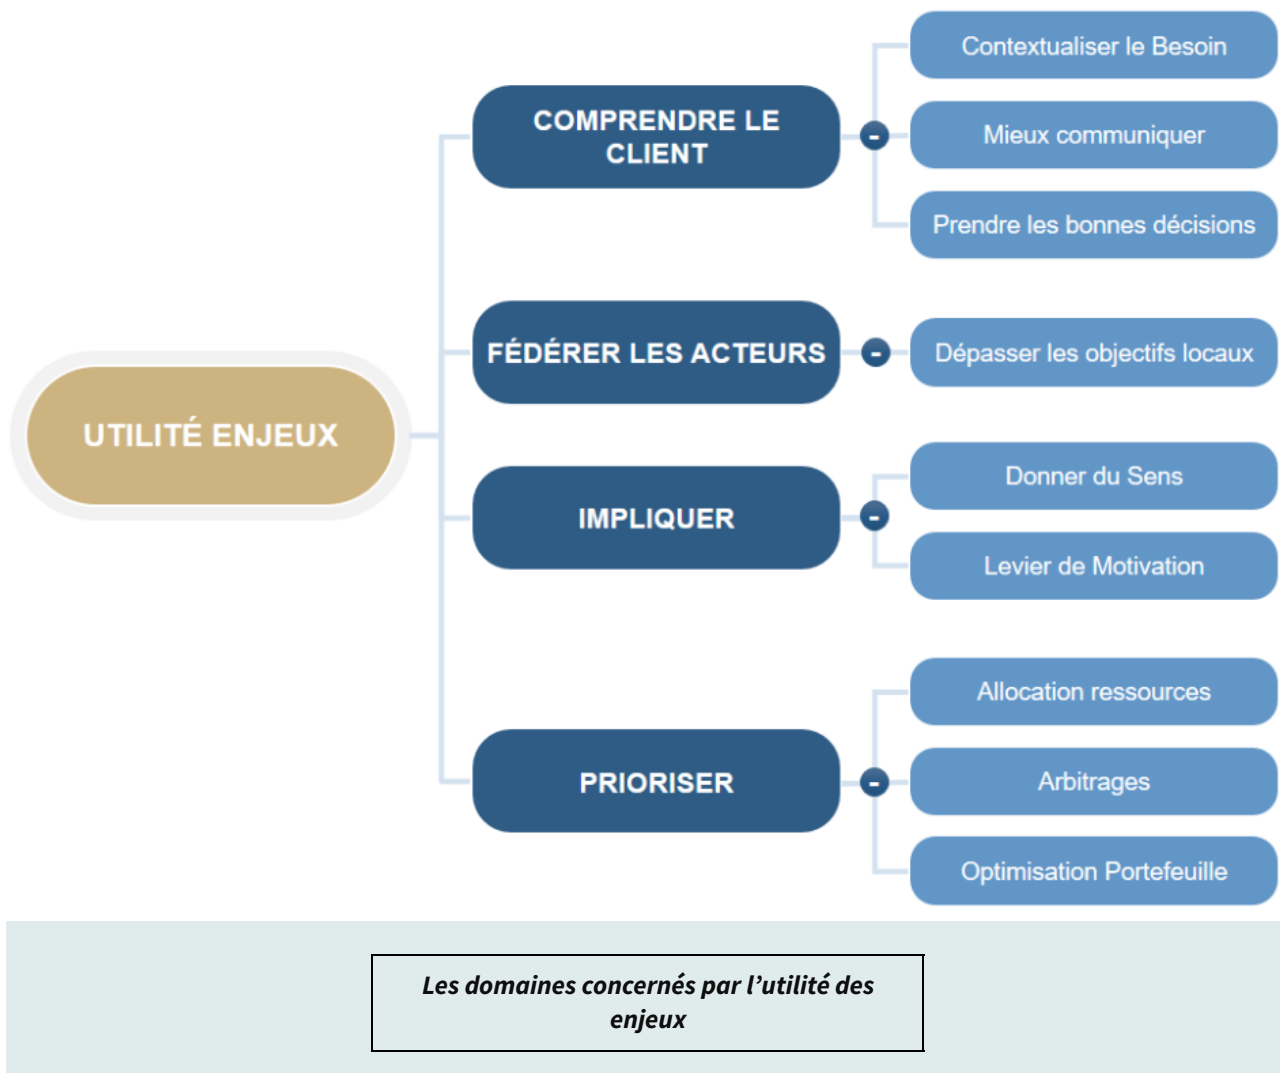 UTILITÉ ENJEUX
COMPRENDRE LE
CLIENT
-
Contextualiser le Besoin
Mieux communiquer
Prendre les bonnes décisions
FÉDÉRER LES ACTEURS
-
Dépasser les objectifs locaux
IMPLIQUER
-
Donner du Sens
Levier de Motivation
PRIORISER
-
Allocation ressources
Arbitrages
Optimisation Portefeuille
Les domaines concernés par l’utilité des
enjeux